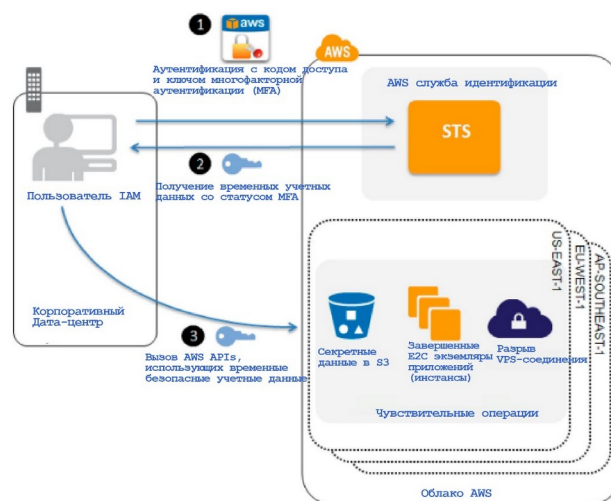 1
aws
Аутентификация с кодом доступа
и ключом многофакторной
аутентификации (MFA)
AWS
AWS служба идентификации
STS
2
Получение временных учетных
данных со статусом MFA
Пользователь IAM
Корпоративный
Дата-центр
3
Вызов AWS APIs,
использующих временные
безопасные учетные данные
US-EAST-1
EU-WEST-1
AP-SOUTHEAST-1
Секретные
данные в S3
Завершенные
E2C экземпляры
приложений
(инстансы)
Разрыв
VPS-соединения
Чувствительные операции
Облако AWS